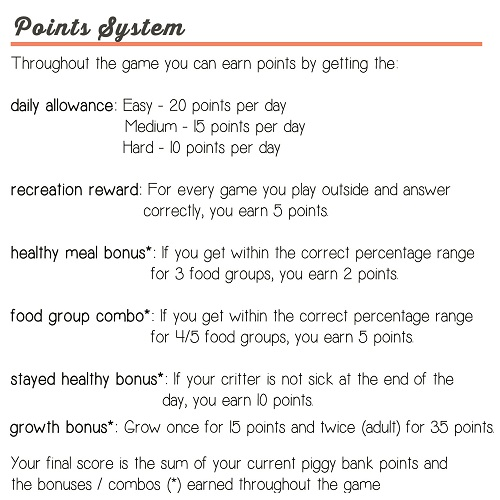 Points System
Throughout the game you can earn points by getting the:
daily allowance: Easy - 20 points per day
Medium - 15 points per day
Hard - 10 points per day
recreation reward: For every game you play outside and answer
correctly, you earn 5 points.
healthy meal bonus*: If you get within the correct percentage range
for 3 food groups, you earn 2 points.
food group combo*: If you get within the correct percentage range
for 4/5 food groups, you earn 5 points.
stayed healthy bonus*: If your critter is not sick at the end of the
day, you earn 10 points.
growth bonus*: Grow once for 15 points and twice (adult) for 35 points.
Your final score is the sum of your current piggy bank points and
the bonuses / combos (*) earned throughout the game